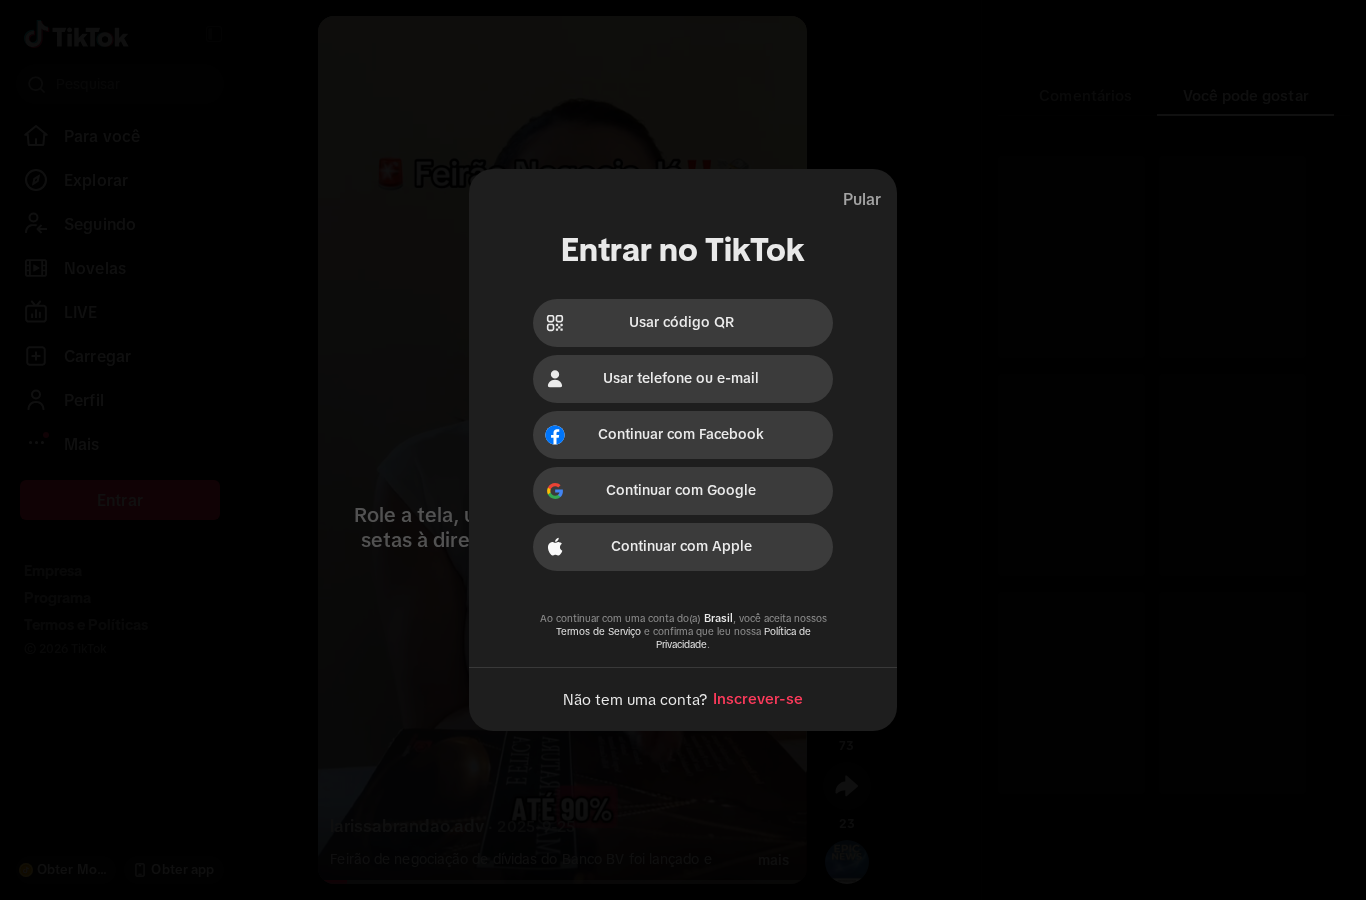 TikTok
Pesquisar
Para você
Explorar
Seguindo
Novelas
LIVE
Carregar
Perfil
Mais
Entrar
Empresa
Programa
Termos e Políticas
© 2026 TikTok
Obter Mo...
Obter app
Role a tela, u
setas à dire
ATÉ 90%
larissabrandao.adv
Feirão de negociação de dívidas do Banco BV foi lançado e
mais
Comentários
Você pode gostar
73
23
Pular
Entrar no TikTok
Usar código QR
Usar telefone ou e-mail
Continuar com Facebook
Continuar com Google
Continuar com Apple
Ao continuar com uma conta do(a) Brasil, você aceita nossos
Termos de Serviço e confirma que leu nossa Política de
Privacidade.
Não tem uma conta? Inscrever-se